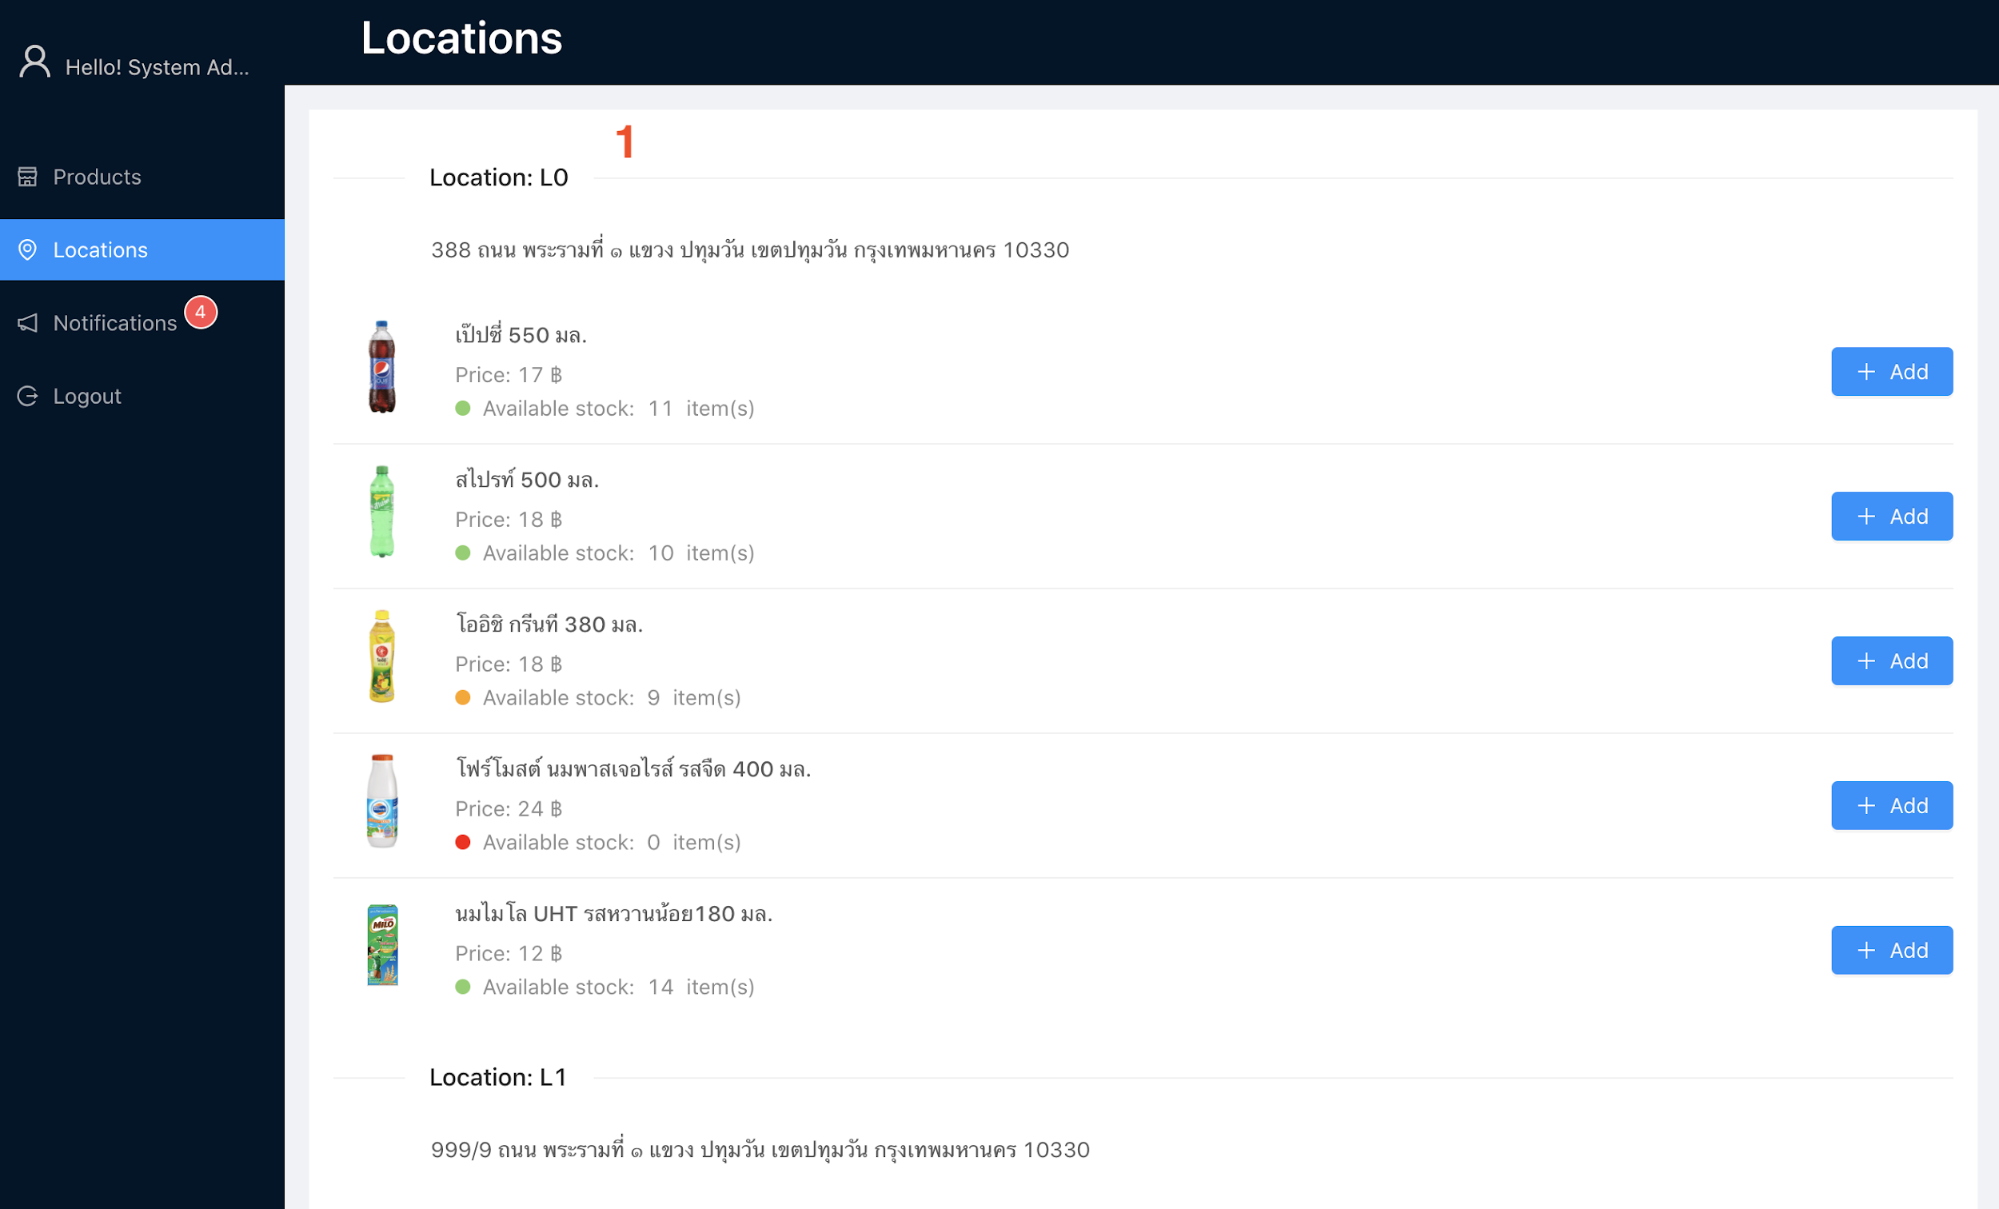 Locations
Hello! System Ad...
Products
Locations
Notifications 4
Logout
1
Location: L0
388 ถนน พระรามที่ ๑ แขวง ปทุมวัน เขตปทุมวัน กรุงเทพมหานคร 10330
เป๊ปซี่ 550 มล.
Price: 17 ฿
Available stock: 11 item(s)
Add
สไปรท์ 500 มล.
Price: 18 ฿
Available stock: 10 item(s)
Add
โออิชิ กรีนที 380 มล.
Price: 18 ฿
Available stock: 9 item(s)
Add
โฟร์โมสต์ นมพาสเจอไรส์ รสจืด 400 มล.
Price: 24 ฿
Available stock: 0 item(s)
Add
MILO
นมไมโล UHT รสหวานน้อย180 มล.
Price: 12 ฿
Available stock: 14 item(s)
Add
Location: L1
999/9 ถนน พระรามที่ ๑ แขวง ปทุมวัน เขตปทุมวัน กรุงเทพมหานคร 10330